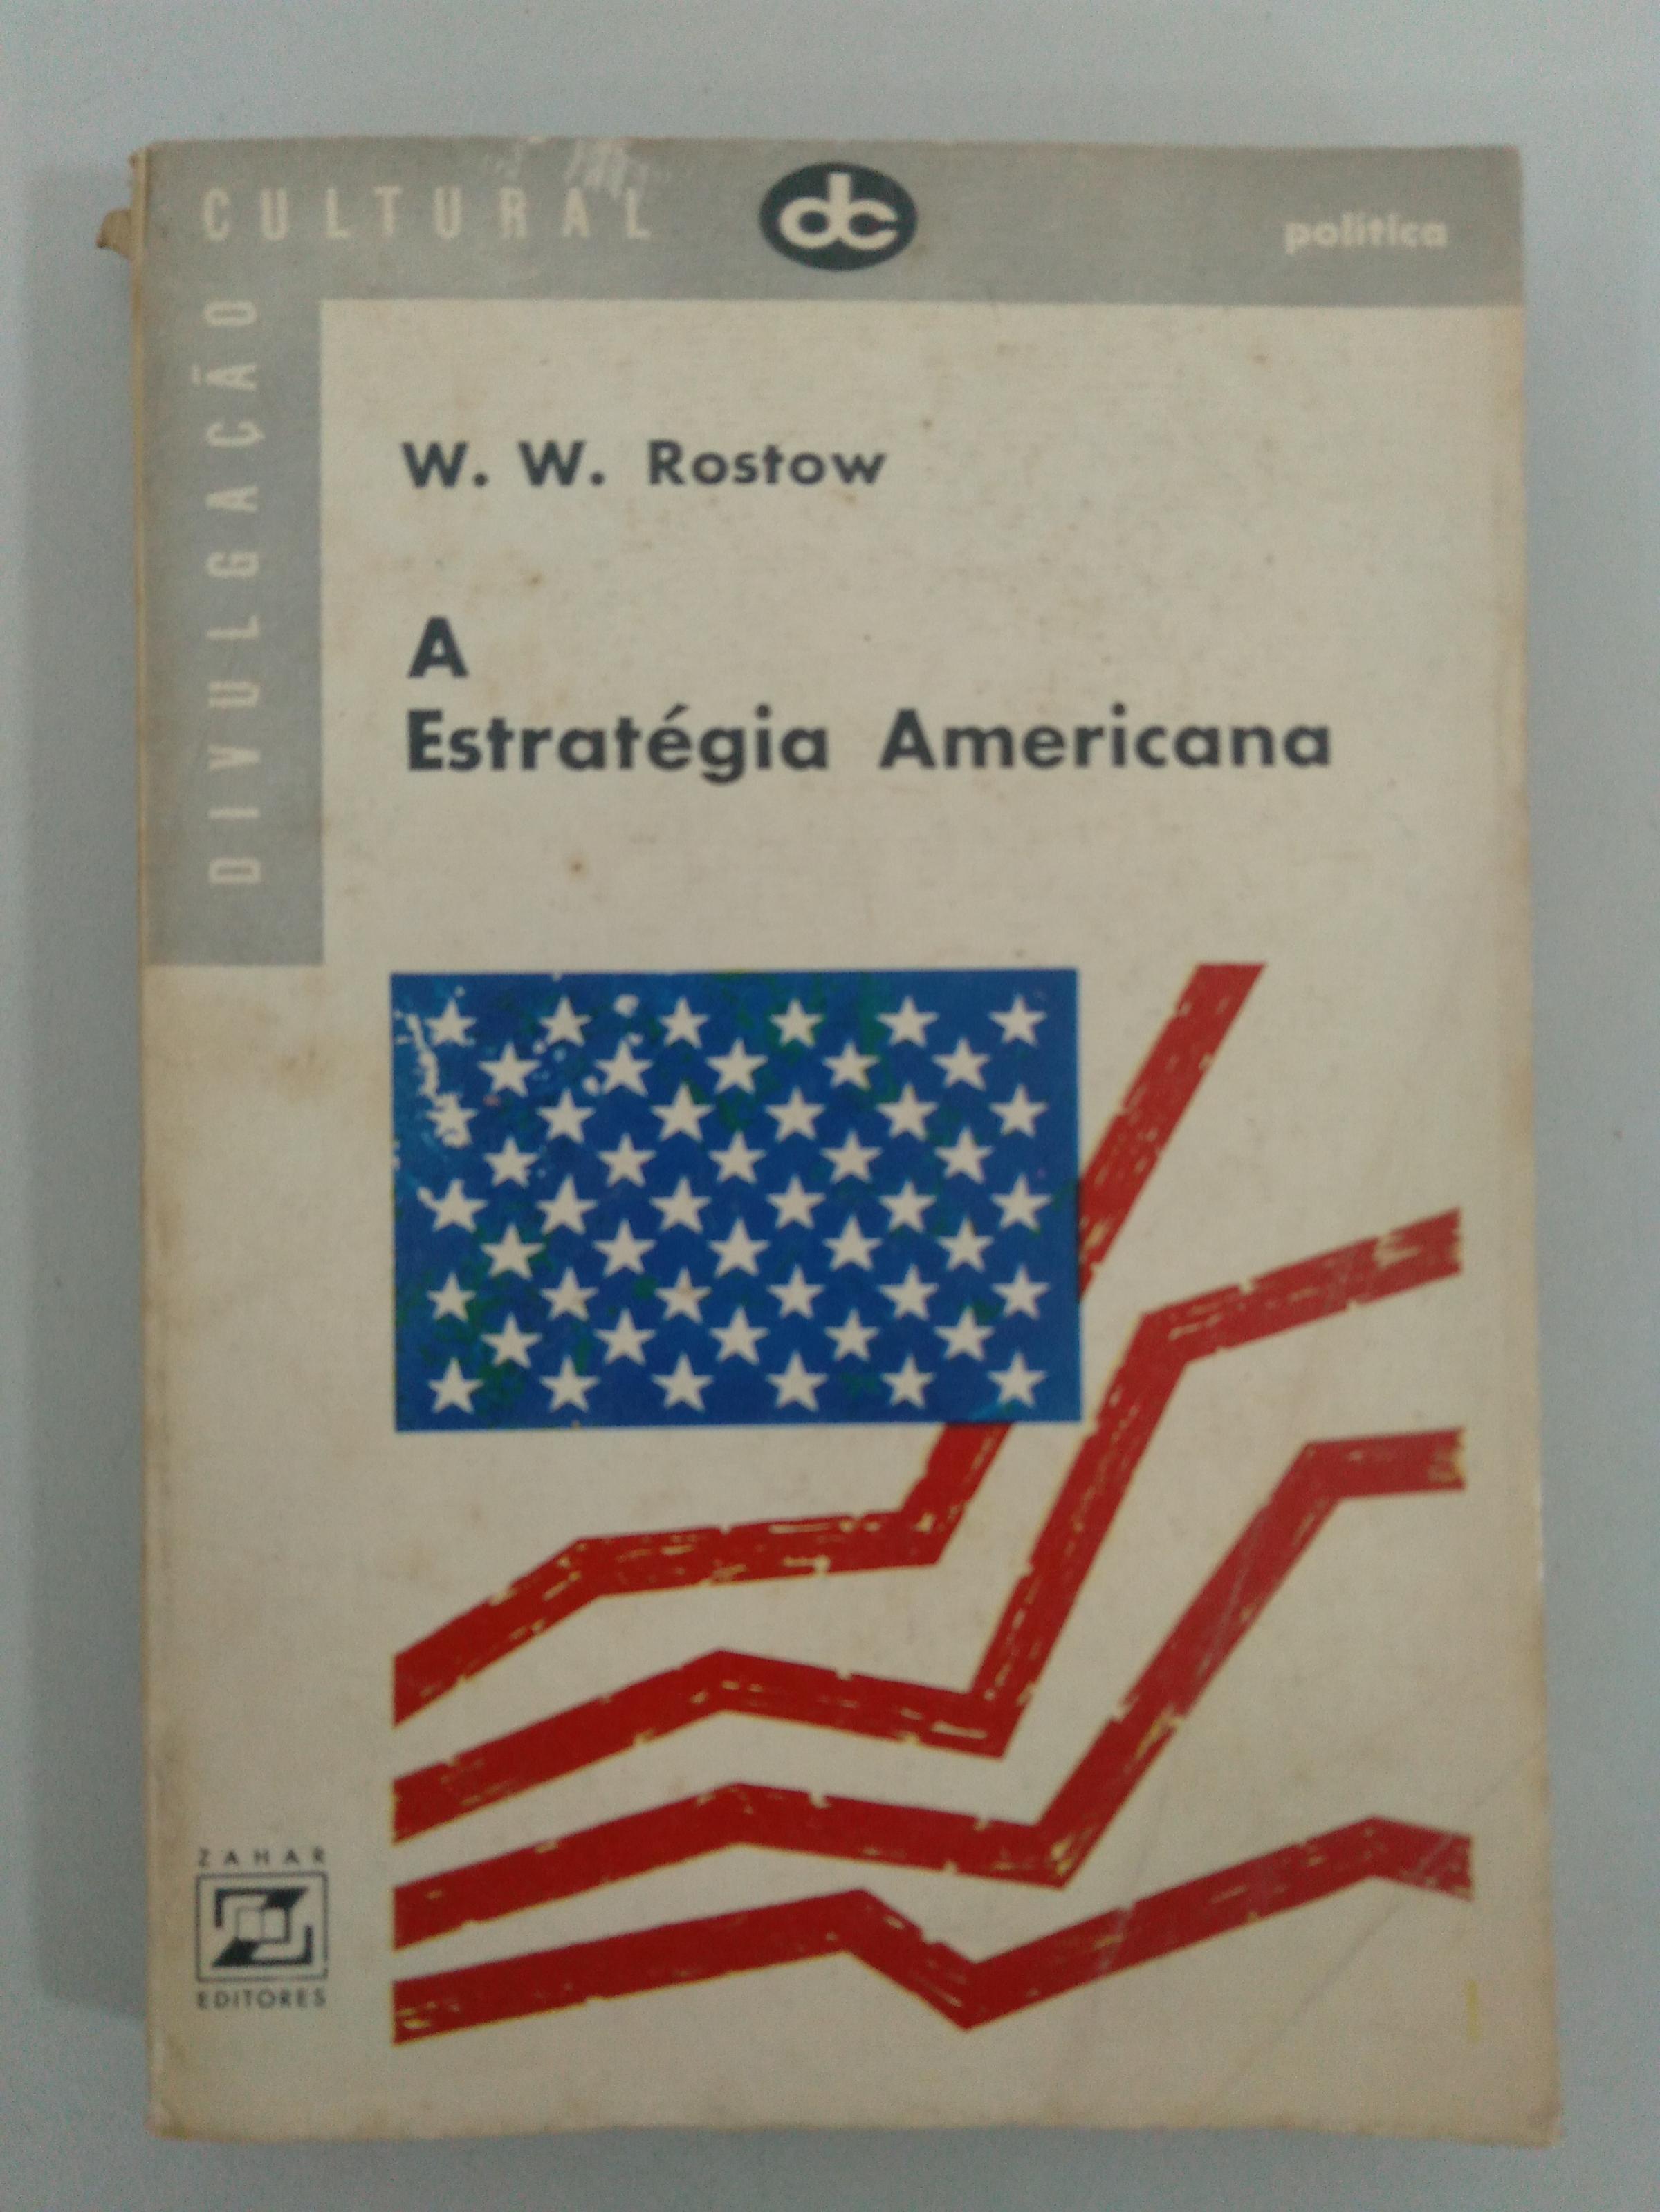 DIVULGAÇÃO
CULTURAL
dc
política
W. W. Rostow
A
Estratégia Americana
ZAHAR
EDITORES